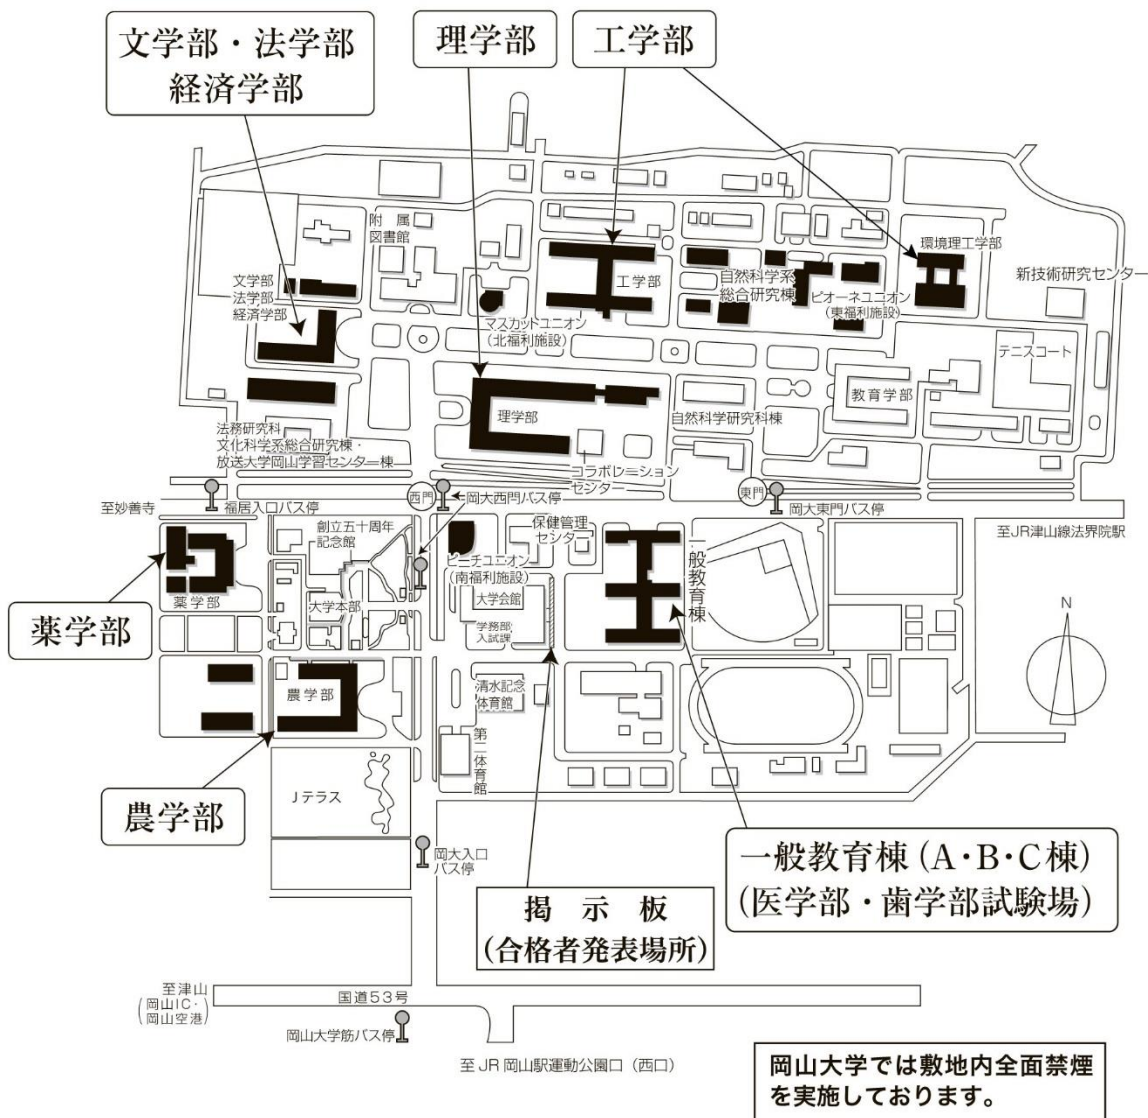 文学部・法学部
経済学部
理学部
工学部
附属
図書館
文学部
法学部
経済学部
マスカットユニオン
(北福利施設)
工学部
自然科学系
総合研究棟
ピオーネユニオン
(東福利施設)
環境理工学部
新技術研究センター
テニスコート
教育学部
理学部
自然科学研究科棟
法務研究科
文化科学系総合研究棟・
放送大学岡山学習センター棟
コラボレーション
センター
至妙善寺
福居入口バス停
西門
岡大西門バス停
東門
岡大東門バス停
至JR津山線法界院駅
創立五十周年
記念館
保健管理
センター
ピーチユニオン
(南福利施設)
一般教育棟
薬学部
薬学部
大学本部
大学会館
学務部
入試課
N
農学部
清水記念
体育館
第二体育館
農学部
Jテラス
岡大入口
バス停
掲示板
(合格者発表場所)
一般教育棟(A・B・C棟)
(医学部・歯学部試験場)
至津山
(岡山IC・
岡山空港)
国道53号
岡山大学筋バス停
至JR岡山駅運動公園口(西口)
岡山大学では敷地内全面禁煙
を実施しております。